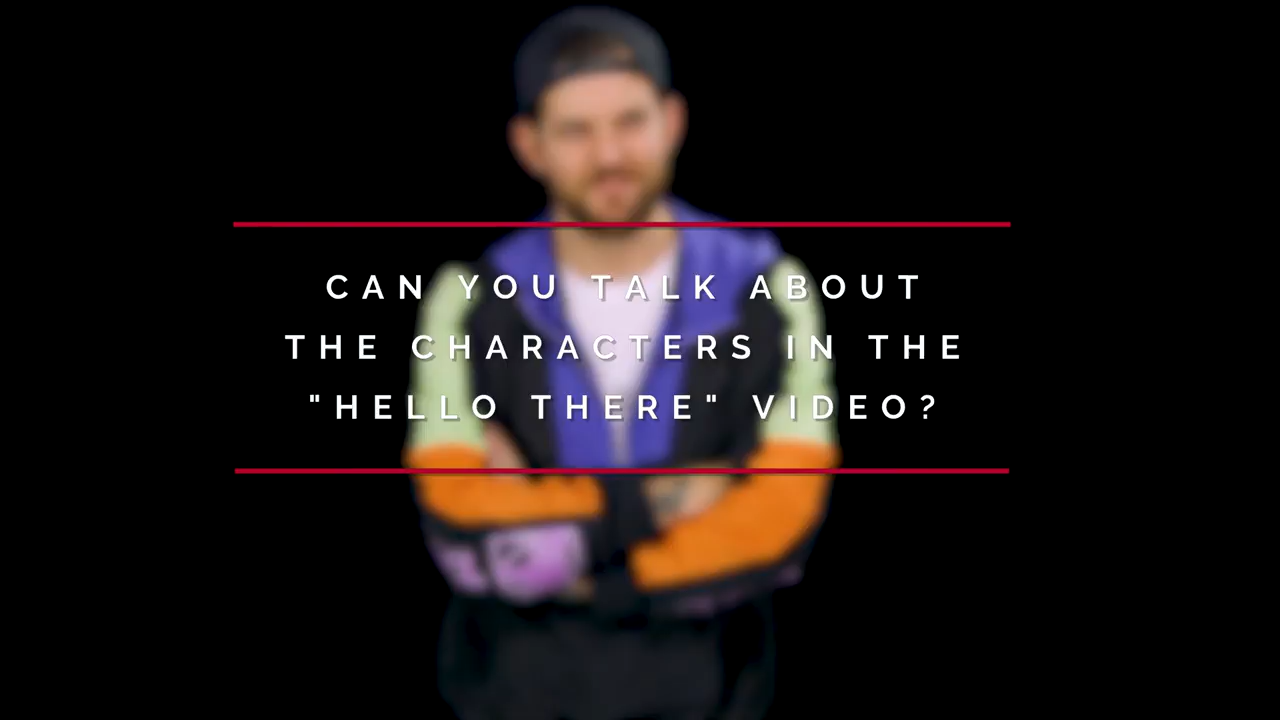 CAN YOU TALK ABOUT
THE CHARACTERS IN THE
"HELLO THERE" VIDEO?